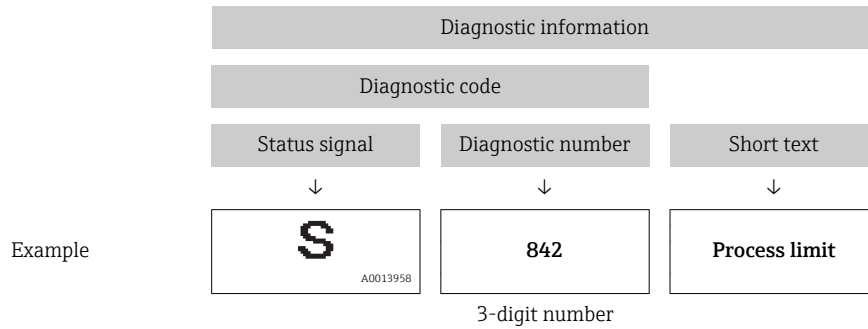 Diagnostic information
Diagnostic code
Status signal Diagnostic number Short text
↓ ↓ ↓
Example S 842 Process limit
A0013958
3-digit number